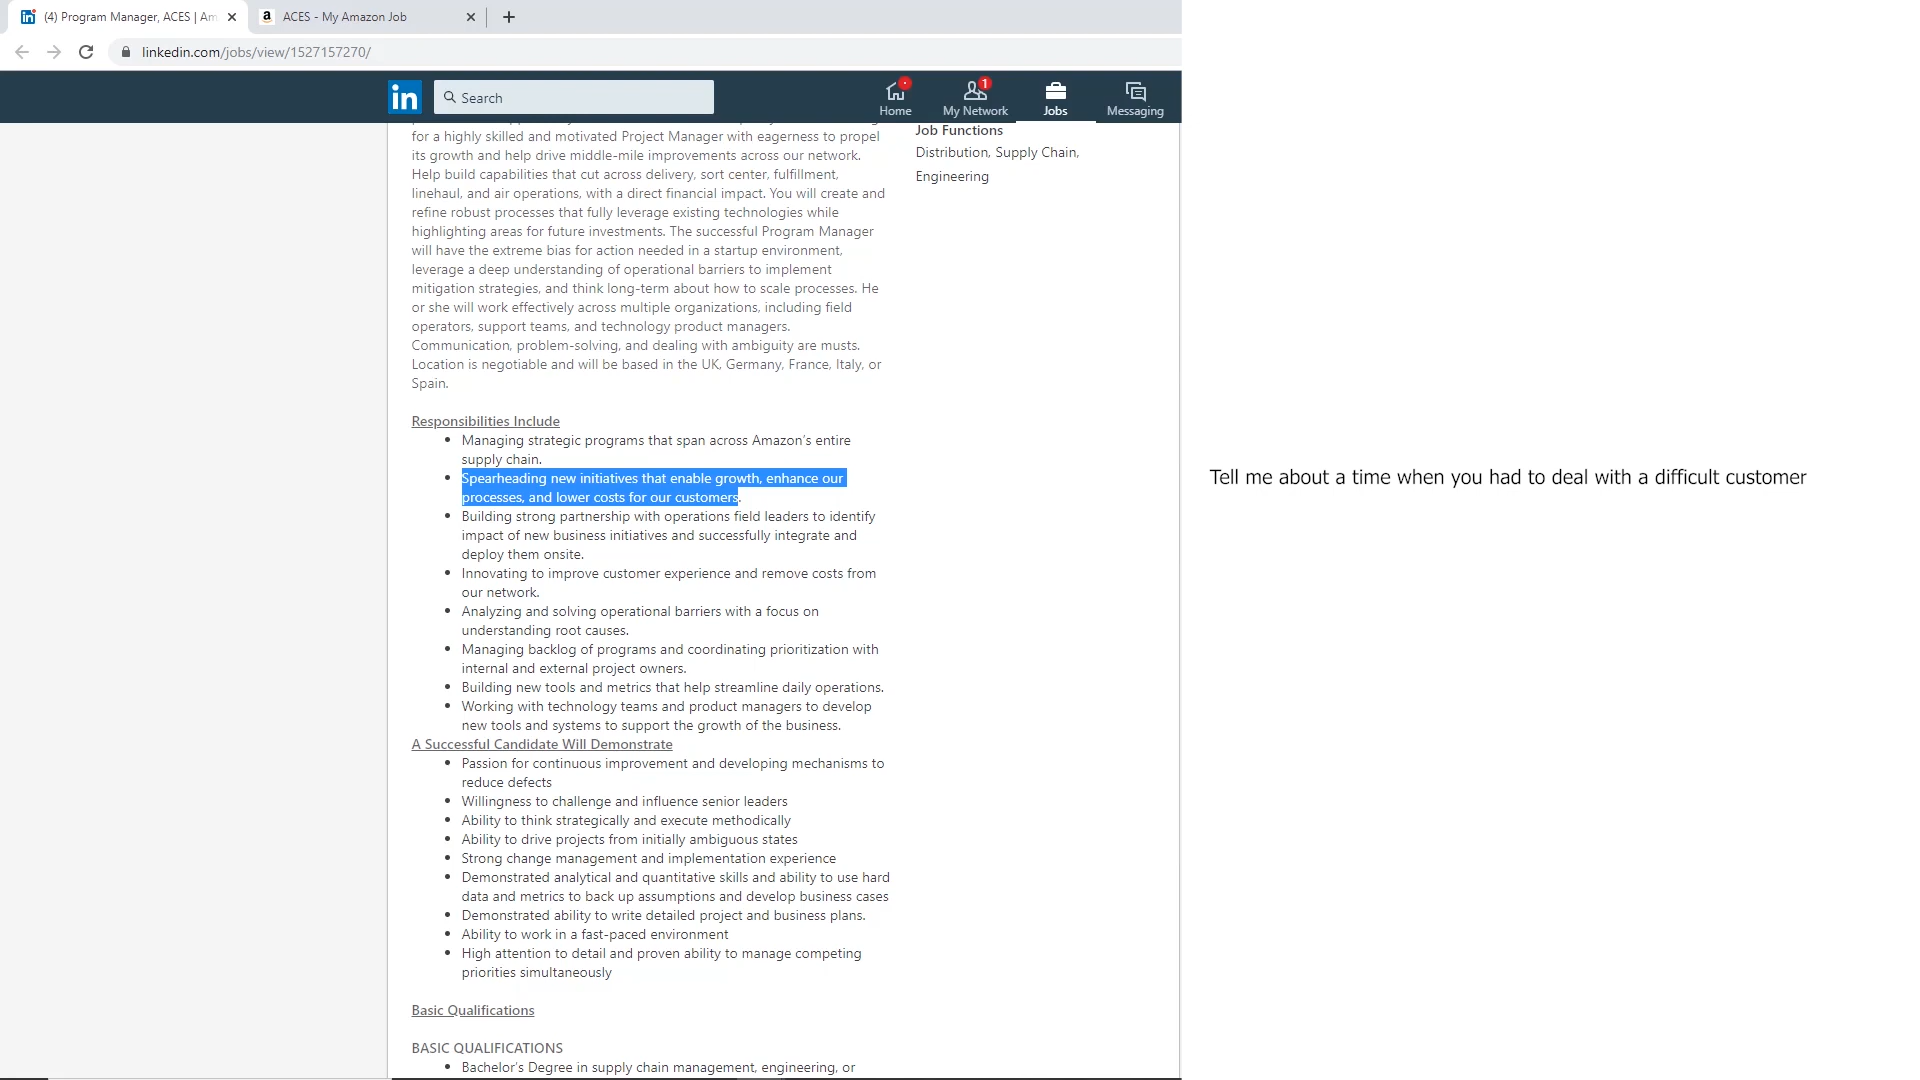 (4) Program Manager, ACES | Am
ACES - My Amazon Job
linkedin.com/jobs/view/1527157270/
in
Search
Home
1
My Network
Jobs
Messaging
for a highly skilled and motivated Project Manager with eagerness to propel
its growth and help drive middle-mile improvements across our network.
Help build capabilities that cut across delivery, sort center, fulfillment,
linehaul, and air operations, with a direct financial impact. You will create and
refine robust processes that fully leverage existing technologies while
highlighting areas for future investments. The successful Program Manager
will have the extreme bias for action needed in a startup environment,
leverage a deep understanding of operational barriers to implement
mitigation strategies, and think long-term about how to scale processes. He
or she will work effectively across multiple organizations, including field
operators, support teams, and technology product managers.
Communication, problem-solving, and dealing with ambiguity are musts.
Location is negotiable and will be based in the UK, Germany, France, Italy, or
Spain.
Responsibilities Include
• Managing strategic programs that span across Amazon's entire
supply chain.
• Spearheading new initiatives that enable growth, enhance our
processes, and lower costs for our customers.
• Building strong partnership with operations field leaders to identify
impact of new business initiatives and successfully integrate and
deploy them onsite.
• Innovating to improve customer experience and remove costs from
our network.
• Analyzing and solving operational barriers with a focus on
understanding root causes.
• Managing backlog of programs and coordinating prioritization with
internal and external project owners.
• Building new tools and metrics that help streamline daily operations.
• Working with technology teams and product managers to develop
new tools and systems to support the growth of the business.
A Successful Candidate Will Demonstrate
• Passion for continuous improvement and developing mechanisms to
reduce defects
• Willingness to challenge and influence senior leaders
• Ability to think strategically and execute methodically
• Ability to drive projects from initially ambiguous states
• Strong change management and implementation experience
• Demonstrated analytical and quantitative skills and ability to use hard
data and metrics to back up assumptions and develop business cases
• Demonstrated ability to write detailed project and business plans.
• Ability to work in a fast-paced environment
• High attention to detail and proven ability to manage competing
priorities simultaneously
Basic Qualifications
BASIC QUALIFICATIONS
• Bachelor's Degree in supply chain management, engineering, or
Job Functions
Distribution, Supply Chain,
Engineering
Tell me about a time when you had to deal with a difficult customer